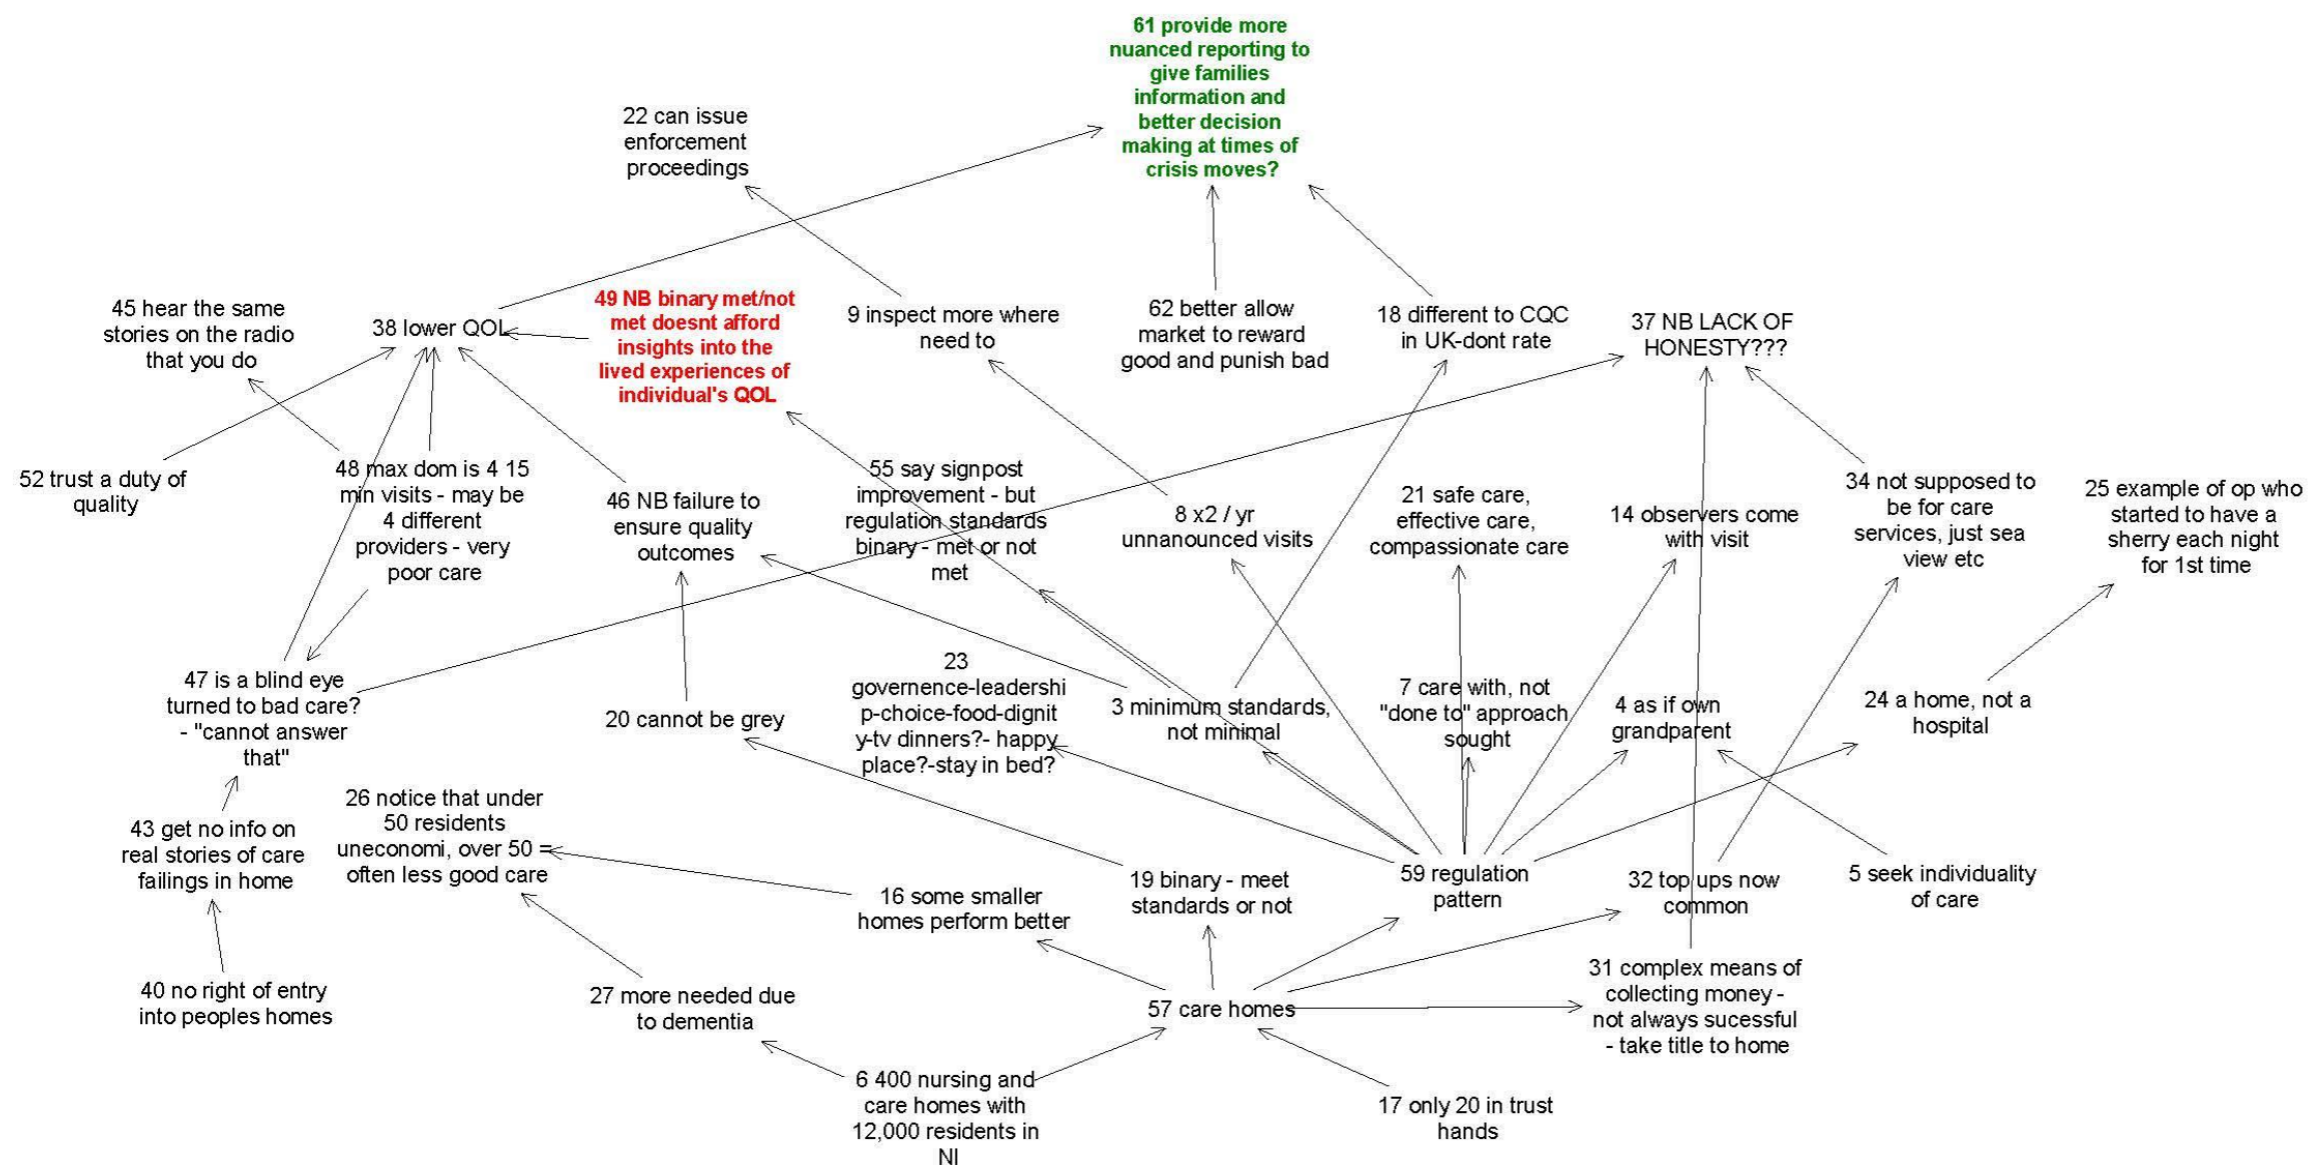 61 provide more
nuanced reporting to
give families
information and
better decision
making at times of
crisis moves?
22 can issue
enforcement
proceedings
45 hear the same
stories on the radio
that you do
38 lower QOL
49 NB binary met/not
met doesnt afford
insights into the
lived experiences of
individual's QOL
9 inspect more where
need to
62 better allow
market to reward
good and punish bad
18 different to CQC
in UK-dont rate
37 NB LACK OF
HONESTY???
52 trust a duty of
quality
48 max dom is 4 15
min visits - may be
4 different
providers - very
poor care
46 NB failure to
ensure quality
outcomes
55 say signpost
improvement - but
regulation standards
binary - met or not
met
8 x2 / yr
unnanounced visits
21 safe care,
effective care,
compassionate care
14 observers come
with visit
34 not supposed to
be for care
services, just sea
view etc
25 example of op who
started to have a
sherry each night
for 1st time
47 is a blind eye
turned to bad care?
- "cannot answer
that"
20 cannot be grey
23
governence-leadershi
p-choice-food-dignit
y-tv dinners?- happy
place?-stay in bed?
3 minimum standards,
not minimal
7 care with, not
"done to" approach
sought
4 as if own
grandparent
24 a home, not a
hospital
43 get no info on
real stories of care
failings in home
26 notice that under
50 residents
uneconomi, over 50 =
often less good care
16 some smaller
homes perform better
19 binary - meet
standards or not
59 regulation
pattern
32 top ups now
common
5 seek individuality
of care
40 no right of entry
into peoples homes
27 more needed due
to dementia
57 care homes
31 complex means of
collecting money -
not always sucessful
- take title to home
6 400 nursing and
care homes with
12,000 residents in
NI
17 only 20 in trust
hands